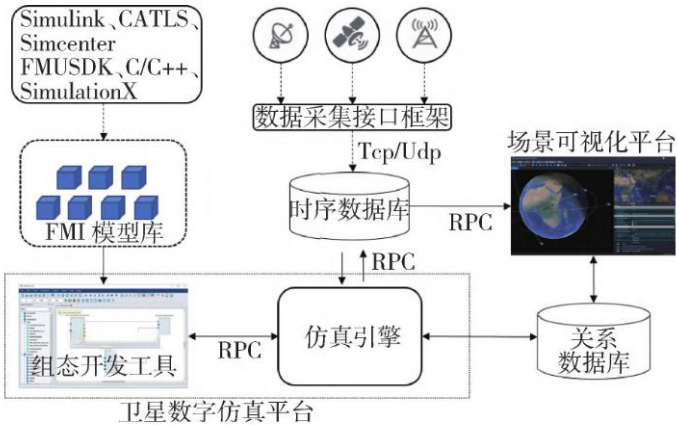 Simulink、CATLS、
Simcenter
FMUSDK、C/C++、
SimulationX
数据采集接口框架
Tcp/Udp
场景可视化平台
时序数据库
RPC
FMI 模型库
RPC
组态开发工具
RPC
仿真引擎
关系
数据库
卫星数字仿真平台